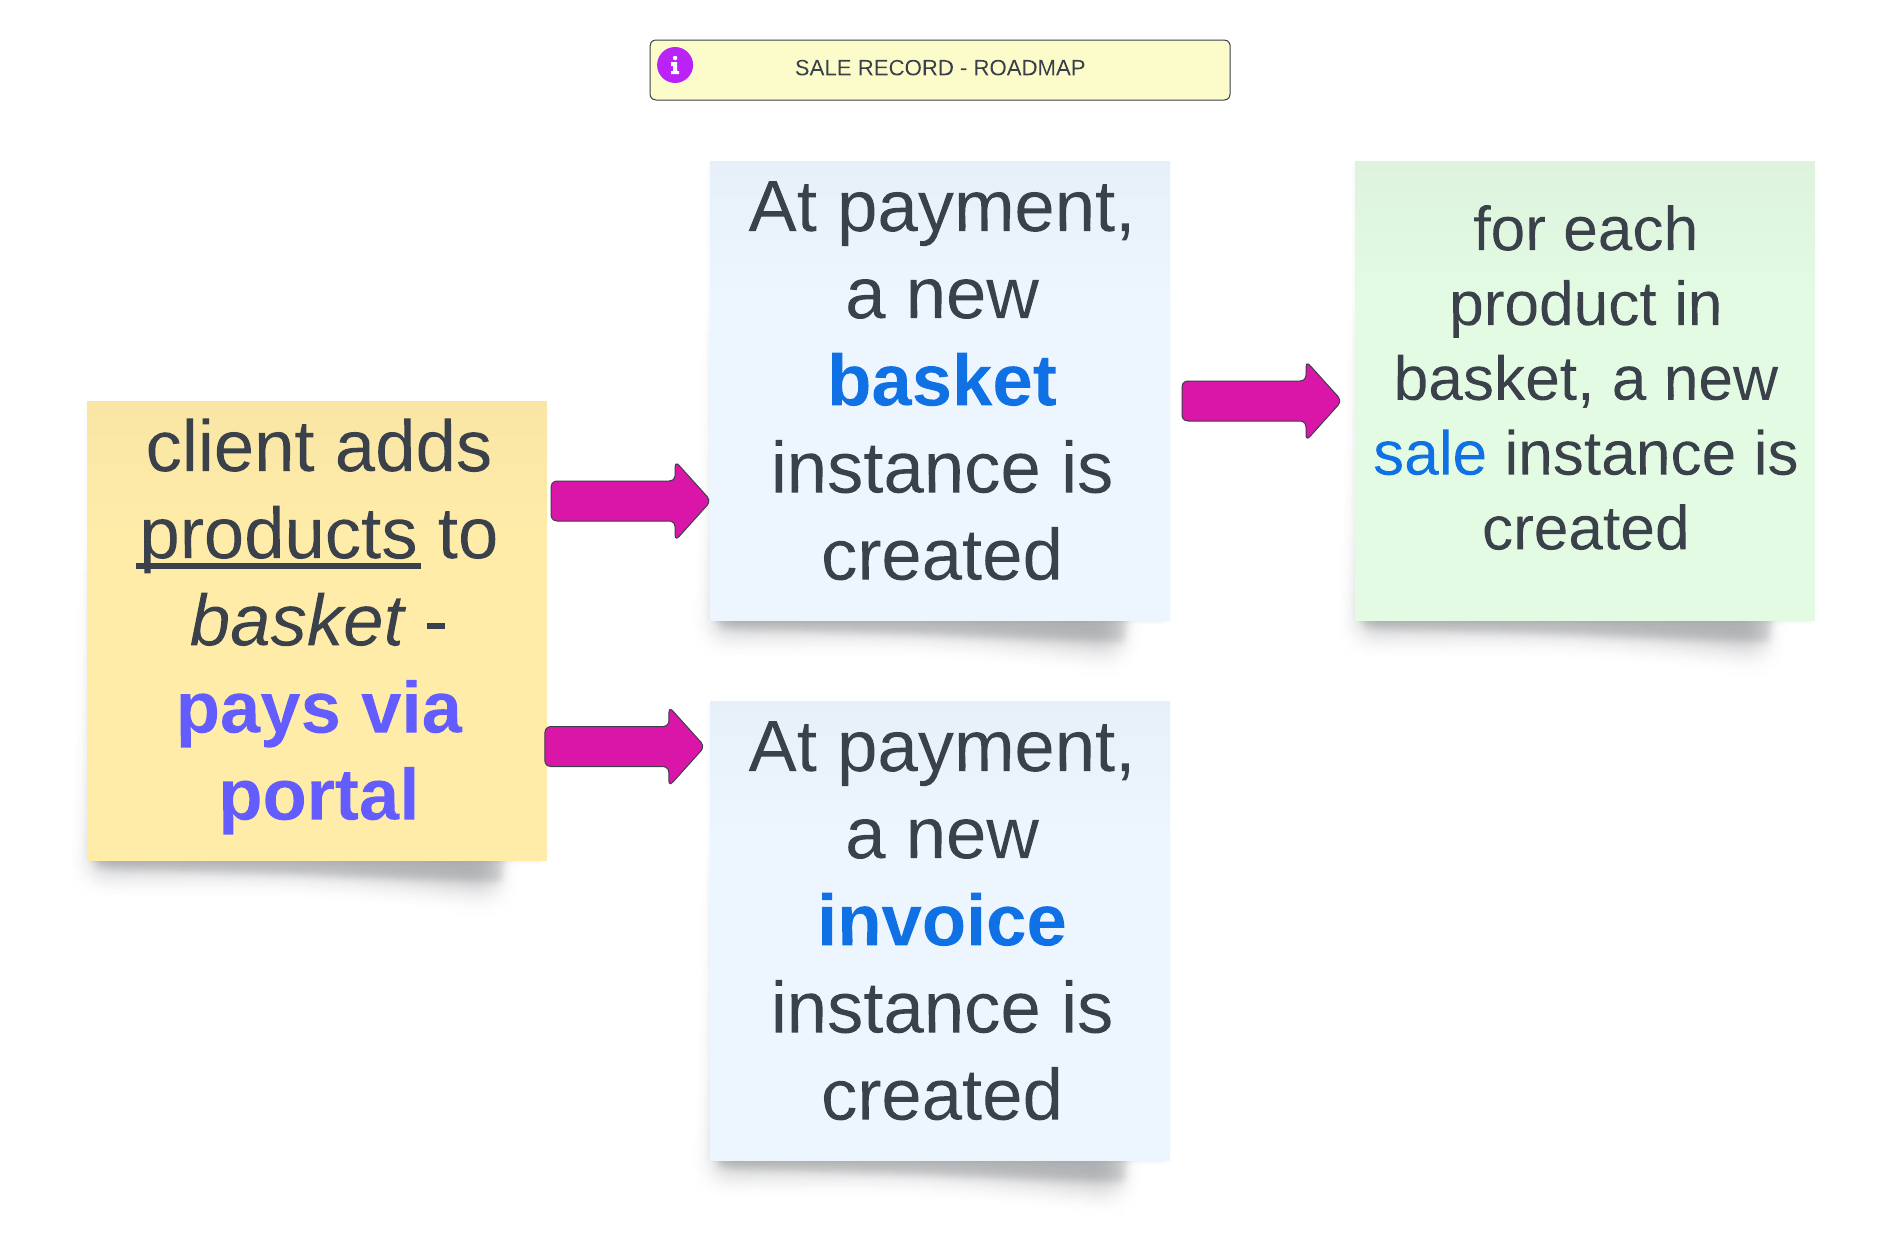 SALE RECORD - ROADMAP
client adds
products to
basket -
pays via
portal
At payment,
a new
basket
instance is
created
for each
product in
basket, a new
sale instance is
created
At payment,
a new
invoice
instance is
created